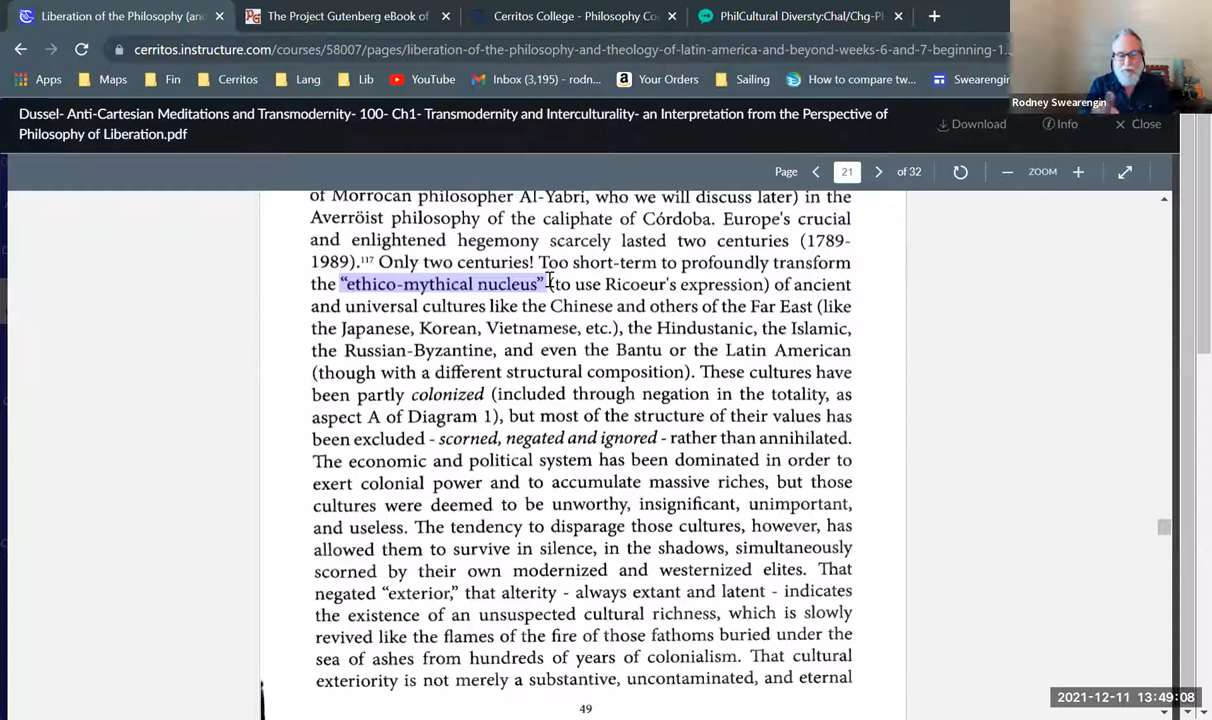 Liberation of the Philosophy (and
The Project Gutenberg eBook of
Cerritos College - Philosophy Co
PhilCultural Diversty:Chal/Chg-Pl
cerritos.instructure.com/courses/58007/pages/liberation-of-the-philosophy-and-theology-of-latin-america-and-beyond-weeks-6-and-7-beginning-1...
Apps
Maps
Fin
Cerritos
Lang
Lib
YouTube
Inbox (3,195) - rodn...
Your Orders
Sailing
How to compare tw...
Swearengin
Rodney Swearengin
Dussel- Anti-Cartesian Meditations and Transmodernity- 100- Ch1- Transmodernity and Interculturality- an Interpretation from the Perspective of
Philosophy of Liberation.pdf
Download
Info
Close
Page
21
of 32
ZOOM
of Morrocan philosopher Al-Yabri, who we will discuss later) in the
Averröist philosophy of the caliphate of Córdoba. Europe's crucial
and enlightened hegemony scarcely lasted two centuries (1789-
1989).117 Only two centuries! Too short-term to profoundly transform
the “ethico-mythical nucleus” (to use Ricoeur's expression) of ancient
and universal cultures like the Chinese and others of the Far East (like
the Japanese, Korean, Vietnamese, etc.), the Hindustanic, the Islamic,
the Russian-Byzantine, and even the Bantu or the Latin American
(though with a different structural composition). These cultures have
been partly colonized (included through negation in the totality, as
aspect A of Diagram 1), but most of the structure of their values has
been excluded - scorned, negated and ignored - rather than annihilated.
The economic and political system has been dominated in order to
exert colonial power and to accumulate massive riches, but those
cultures were deemed to be unworthy, insignificant, unimportant,
and useless. The tendency to disparage those cultures, however, has
allowed them to survive in silence, in the shadows, simultaneously
scorned by their own modernized and westernized elites. That
negated “exterior,” that alterity - always extant and latent - indicates
the existence of an unsuspected cultural richness, which is slowly
revived like the flames of the fire of those fathoms buried under the
sea of ashes from hundreds of years of colonialism. That cultural
exteriority is not merely a substantive, uncontaminated, and eternal
49
2021-12-11 13:49:08